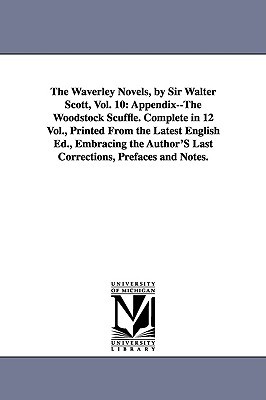 The Waverley Novels, by Sir Walter
Scott, Vol. 10: Appendix--The
Woodstock Scuffle. Complete in 12
Vol., Printed From the Latest English
Ed., Embracing the Author'S Last
Corrections, Prefaces and Notes.
UNIVERSITY
OF MICHIGAN
M
UNIVERSITY
LIBRARY